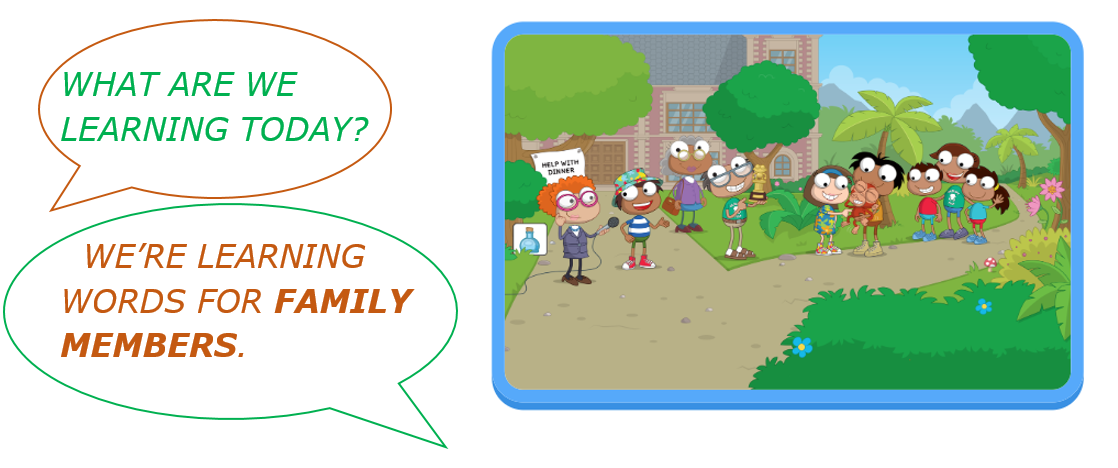 WHAT ARE WE
LEARNING TODAY?
WE’RE LEARNING
WORDS FOR FAMILY
MEMBERS.
HELP WITH
DINNER